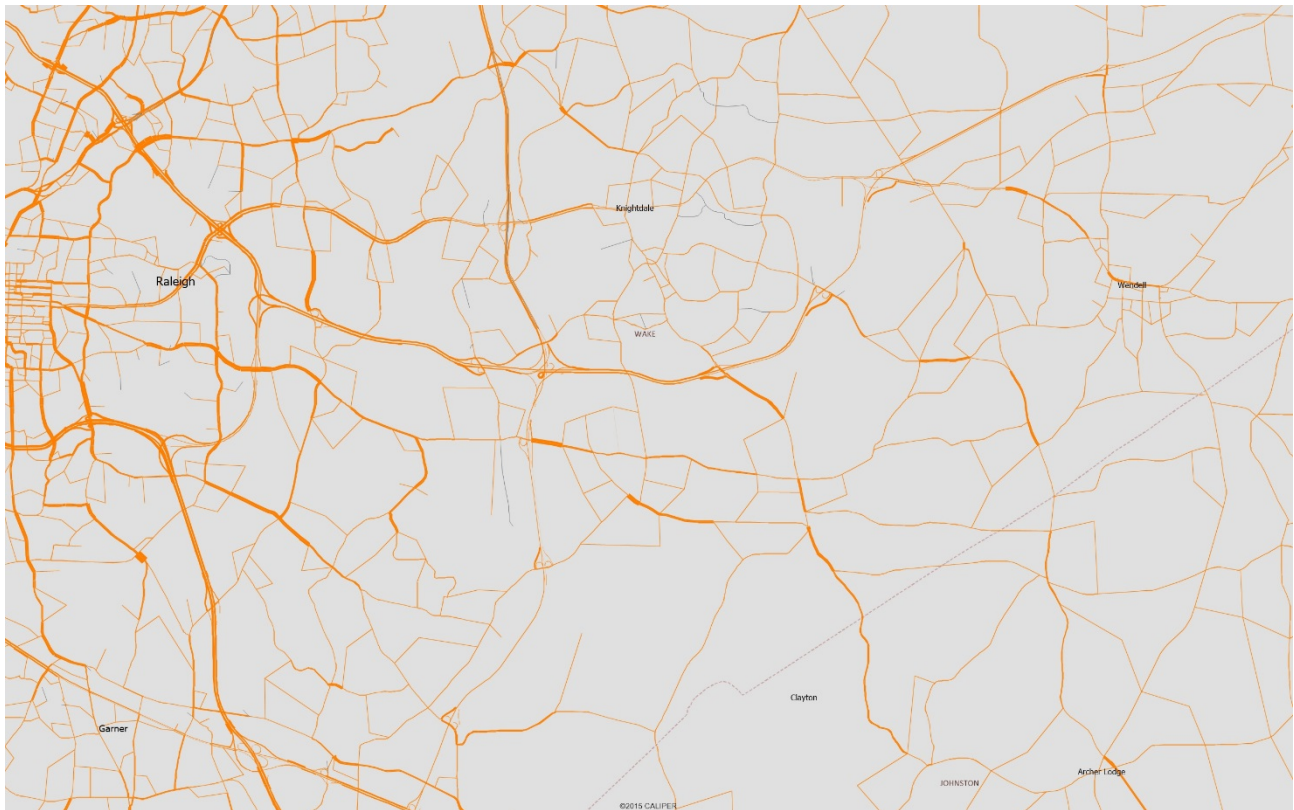 Knightdale
Raleigh
Wendell
WAKE
Clayton
Garner
Archer Lodge
JOHNSTON
©2015 CALIPER